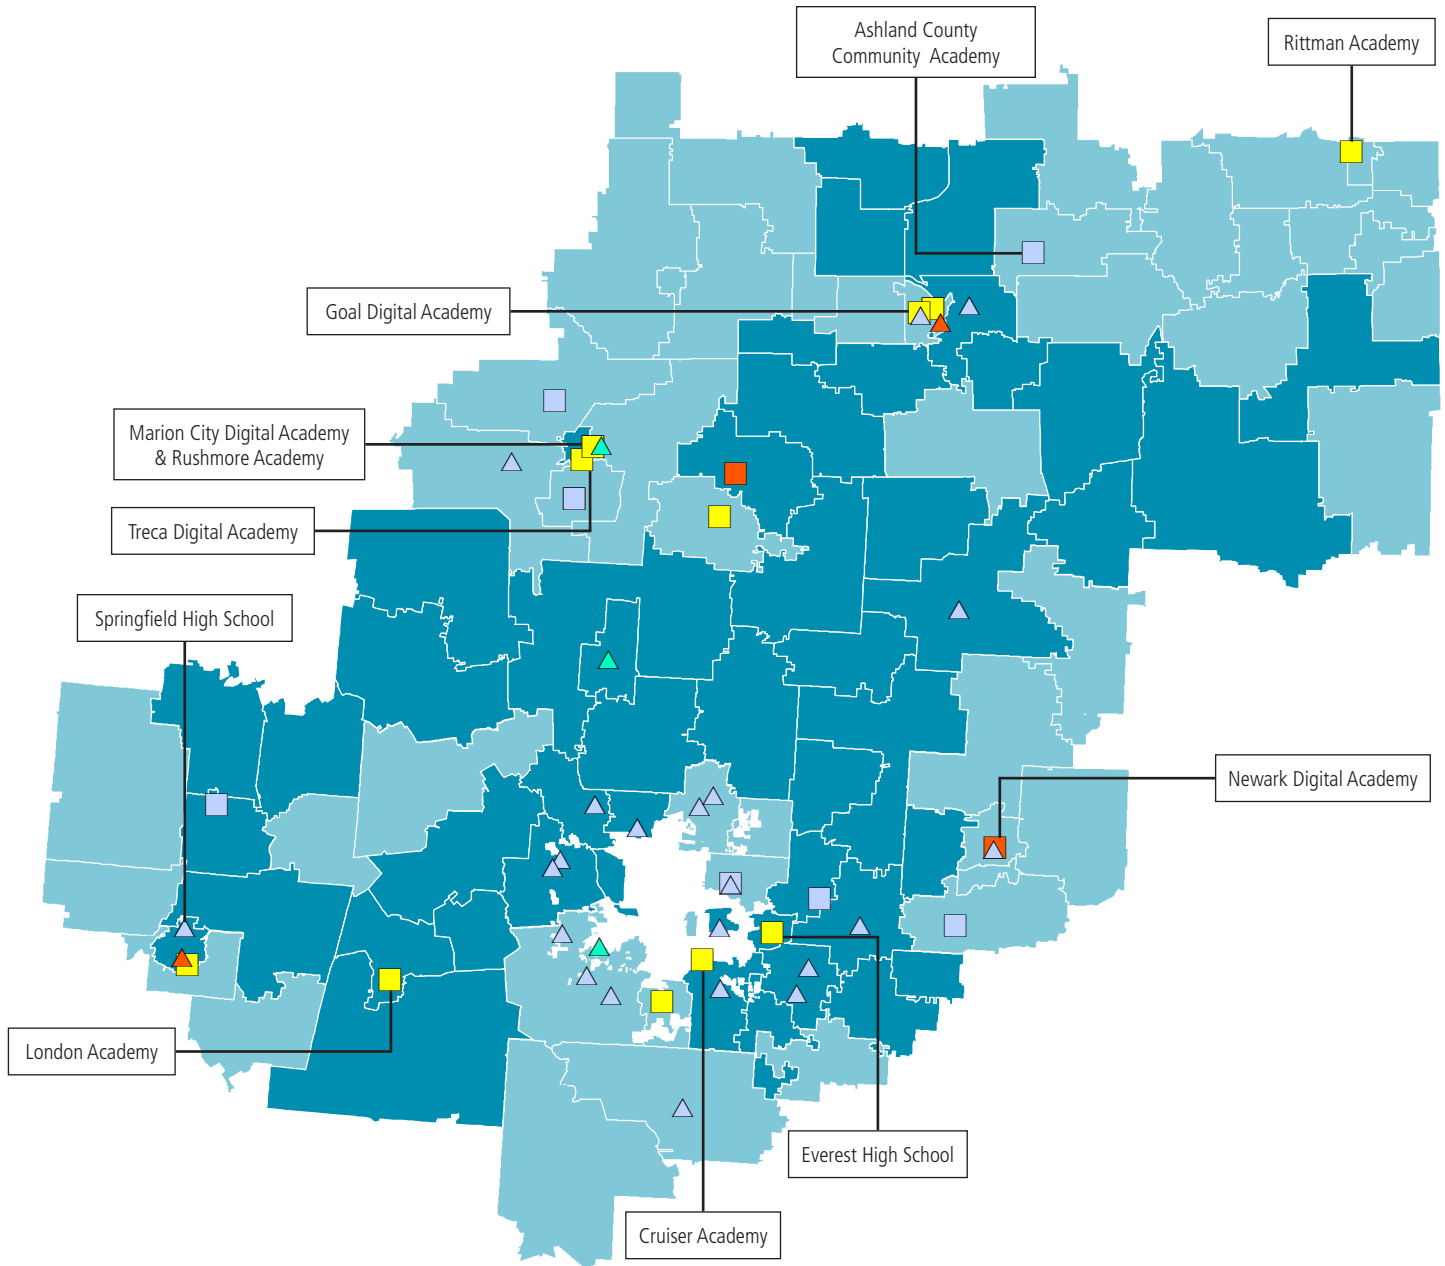 Ashland County
Community Academy
Rittman Academy
Goal Digital Academy
Marion City Digital Academy
& Rushmore Academy
Treca Digital Academy
Springfield High School
Newark Digital Academy
London Academy
Everest High School
Cruiser Academy